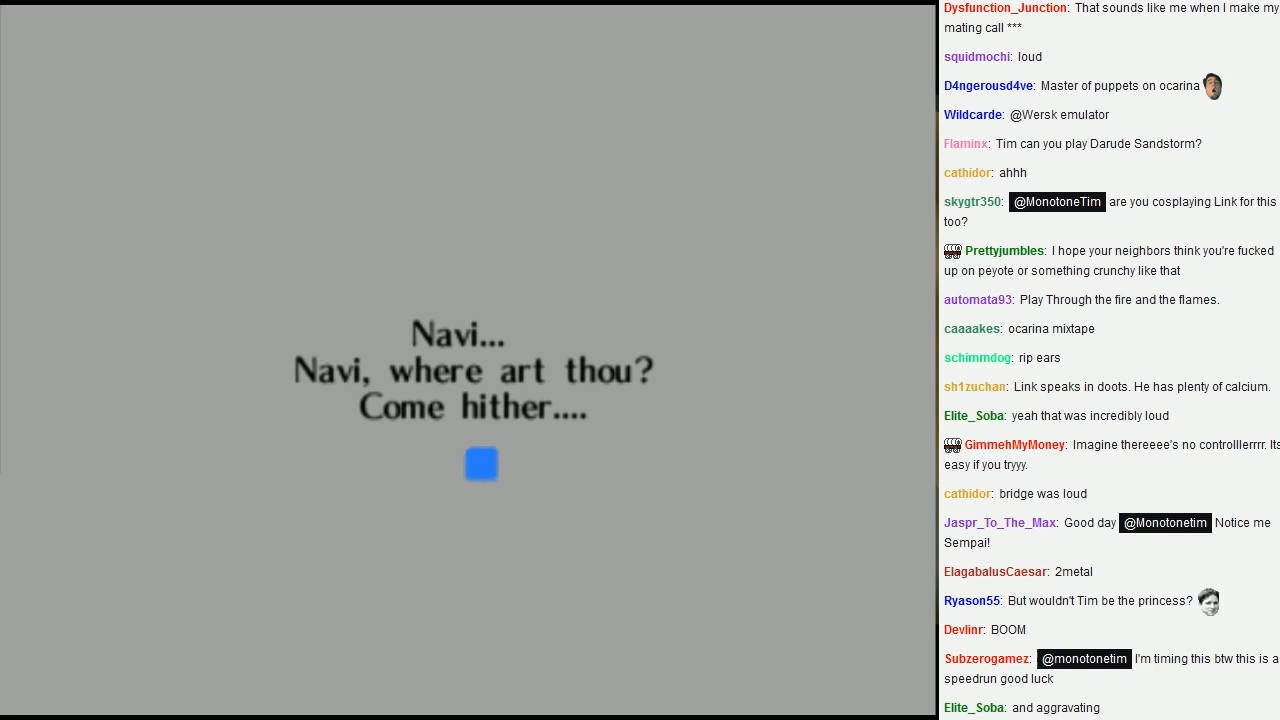 Navi...
Navi, where art thou?
Come hither....
Dysfunction_Junction: That sounds like me when I make my
mating call ***
squidmochi: loud
D4ngerousd4ve: Master of puppets on ocarina
Wildcarde: @Wersk emulator
Flaminx: Tim can you play Darude Sandstorm?
cathidor: ahhh
skygtr350: @MonotoneTim are you cosplaying Link for this
too?
Prettyjumbles: I hope your neighbors think you're fucked
up on peyote or something crunchy like that
automata93: Play Through the fire and the flames.
caaaakes: ocarina mixtape
schimmdog: rip ears
sh1zuchan: Link speaks in doots. He has plenty of calcium.
Elite_Soba: yeah that was incredibly loud
GimmehMyMoney: Imagine thereeee's no controlllerrrr. Its
easy if you tryyy.
cathidor: bridge was loud
Jaspr_To_The_Max: Good day @Monotonetim Notice me
Sempai!
ElagabalusCaesar: 2metal
Ryason55: But wouldn't Tim be the princess?
Devlinr: BOOM
Subzerogamez: @monotonetim I'm timing this btw this is a
speedrun good luck
Elite_Soba: and aggravating